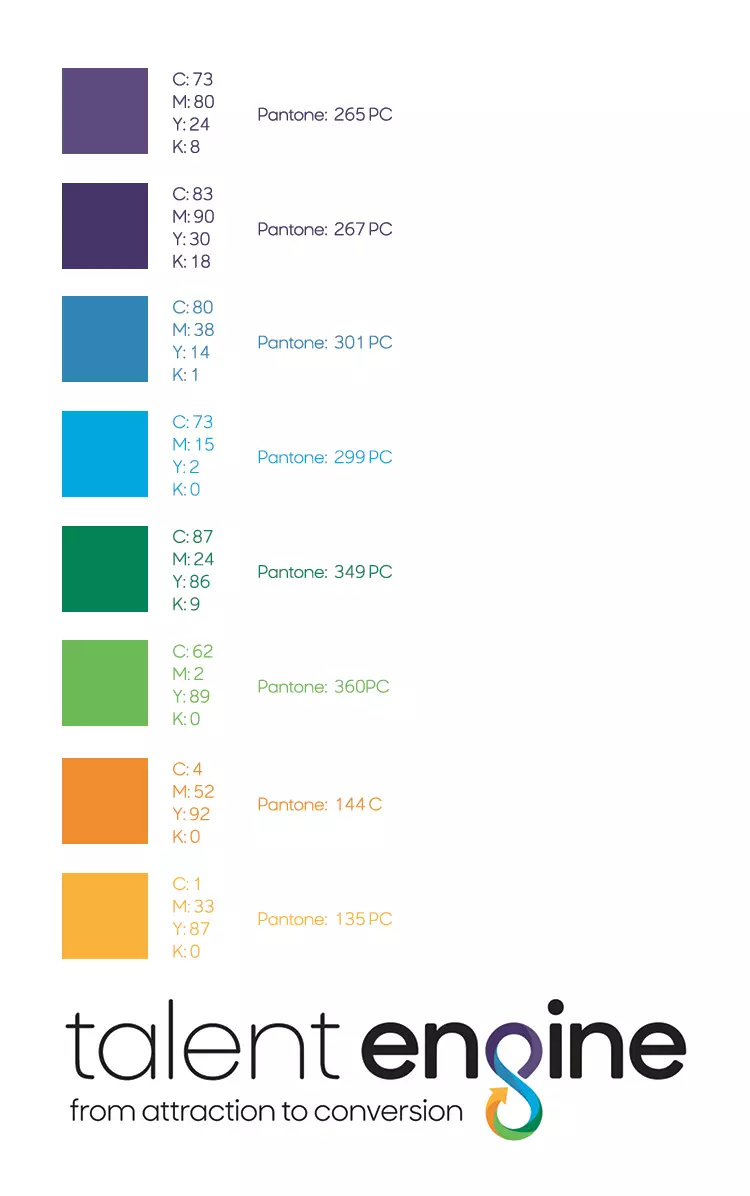 C: 73
M: 80
Y: 24
K: 8
Pantone: 265 PC
C: 83
M: 90
Y: 30
K: 18
Pantone: 267 PC
C: 80
M: 38
Y: 14
K: 1
Pantone: 301 PC
C: 73
M: 15
Y: 2
K: 0
Pantone: 299 PC
C: 87
M: 24
Y: 86
K: 9
Pantone: 349 PC
C: 62
M: 2
Y: 89
K: 0
Pantone: 360PC
C: 4
M: 52
Y: 92
K: 0
Pantone: 144 C
C: 1
M: 33
Y: 87
K: 0
Pantone: 135 PC
talent engine
from attraction to conversion